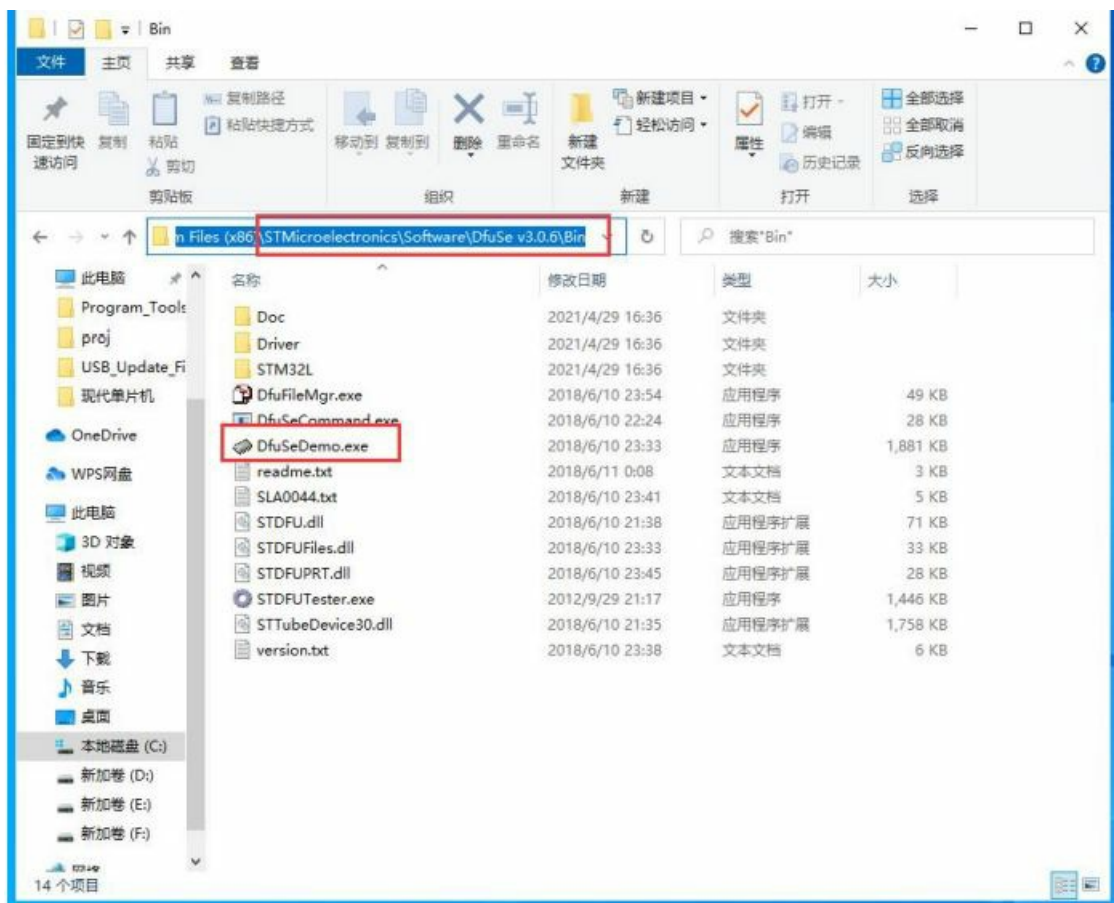 Bin
文件 主页 共享 查看
固定到快速访问 复制 粘贴 复制路径 粘贴快捷方式 剪切 移动到 复制到 删除 重命名 新建文件夹 新建项目 轻松访问 属性 打开 编辑 历史记录 全部选择 全部取消 反向选择
剪贴板 组织 新建 打开 选择
n Files (x86)\STMicroelectronics\Software\DfuSe v3.0.6\Bin 搜索"Bin"
名称 修改日期 类型 大小
此电脑
Program_Tools
proj
USB_Update_Fi
现代单片机
OneDrive
WPS网盘
此电脑
3D 对象
视频
图片
文档
下载
音乐
桌面
本地磁盘 (C:)
新加卷 (D:)
新加卷 (E:)
新加卷 (F:)
网络
Doc 2021/4/29 16:36 文件夹
Driver 2021/4/29 16:36 文件夹
STM32L 2021/4/29 16:36 文件夹
DfuFileMgr.exe 2018/6/10 23:54 应用程序 49 KB
DfuSeCommand.exe 2018/6/10 22:24 应用程序 28 KB
DfuSeDemo.exe 2018/6/10 23:33 应用程序 1,881 KB
readme.txt 2018/6/11 0:08 文本文档 3 KB
SLA0044.txt 2018/6/10 23:41 文本文档 5 KB
STDFU.dll 2018/6/10 21:38 应用程序扩展 71 KB
STDFUFiles.dll 2018/6/10 23:33 应用程序扩展 33 KB
STDFUPRT.dll 2018/6/10 23:45 应用程序扩展 28 KB
STDFUTester.exe 2012/9/29 21:17 应用程序 1,446 KB
STTubeDevice30.dll 2018/6/10 21:35 应用程序扩展 1,758 KB
version.txt 2018/6/10 23:38 文本文档 6 KB
14 个项目